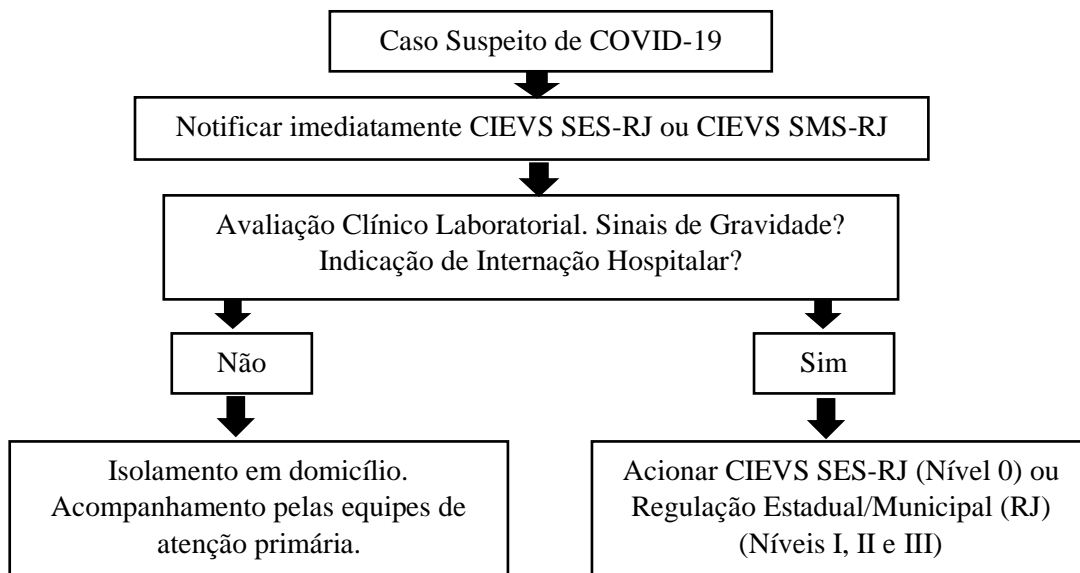 Caso Suspeito de COVID-19
Notificar imediatamente CIEVS SES-RJ ou CIEVS SMS-RJ
Avaliação Clínico Laboratorial. Sinais de Gravidade?
Indicação de Internação Hospitalar?
Não
Sim
Isolamento em domicílio.
Acompanhamento pelas equipes de
atenção primária.
Acionar CIEVS SES-RJ (Nível 0) ou
Regulação Estadual/Municipal (RJ)
(Níveis I, II e III)